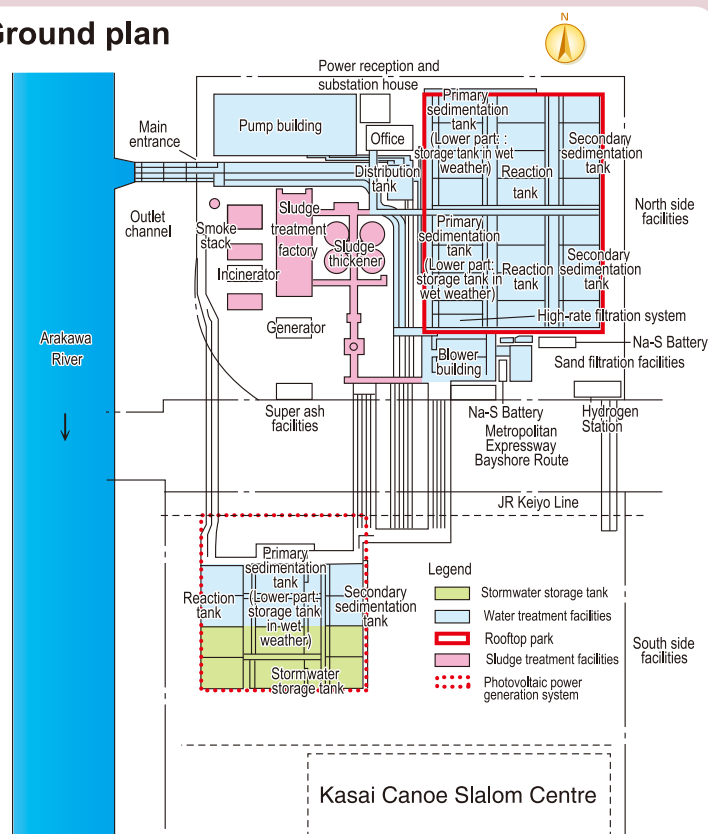 Ground plan
N
Power reception and
substation house
Main
entrance
Pump building
Office
Distribution
tank
Primary
sedimentation
tank
(Lower part: :
storage tank in wet
weather)
Reaction
tank
Secondary
sedimentation
tank
North side
facilities
Outlet
channel
Smoke
stack
Sludge
treatment
factory
Sludge
thickener
Incinerator
Primary
sedimentation
tank
(Lower part:
storage tank in
wet weather)
Reaction
tank
Secondary
sedimentation
tank
High-rate filtration system
Generator
Arakawa
River
Blower
building
Na-S Battery
Sand filtration facilities
Super ash
facilities
Na-S Battery
Hydrogen
Station
Metropolitan
Expressway
Bayshore Route
JR Keiyo Line
Reaction
tank
Primary
sedimentation
tank
(Lower part:
storage tank
in wet
weather)
Secondary
sedimentation
tank
Stormwater
storage tank
Legend
Stormwater storage tank
Water treatment facilities
Rooftop park
Sludge treatment facilities
Photovoltaic power
generation system
South side
facilities
Kasai Canoe Slalom Centre